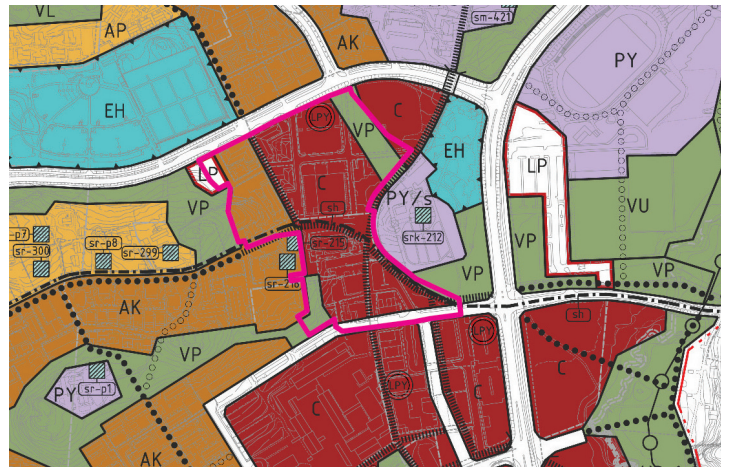 VL
AP
AK
sm-421
PY
EH
LPY
C
VP
EH
LP
C
PY/s
VP
VU
sh
srk-212
-p7
sr-p8
sr-299
sr-215
sr-300
VP
VP
VP
sr-218
AK
sh
VP
LPY
PY
sr-p1
LPY
C
C
C
AK